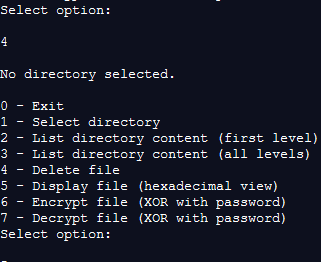 Select option:
4
No directory selected.
0 - Exit
1 - Select directory
2 - List directory content (first level)
3 - List directory content (all levels)
4 - Delete file
5 - Display file (hexadecimal view)
6 - Encrypt file (XOR with password)
7 - Decrypt file (XOR with password)
Select option: